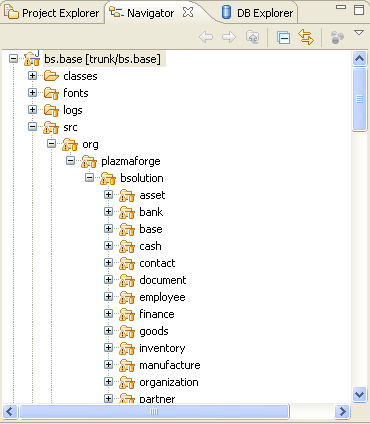 Project Explorer Navigator DB Explorer
bs.base [trunk/bs.base]
classes
fonts
logs
src
org
plazmaforge
bsolution
asset
bank
base
cash
contact
document
employee
finance
goods
inventory
manufacture
organization
partner